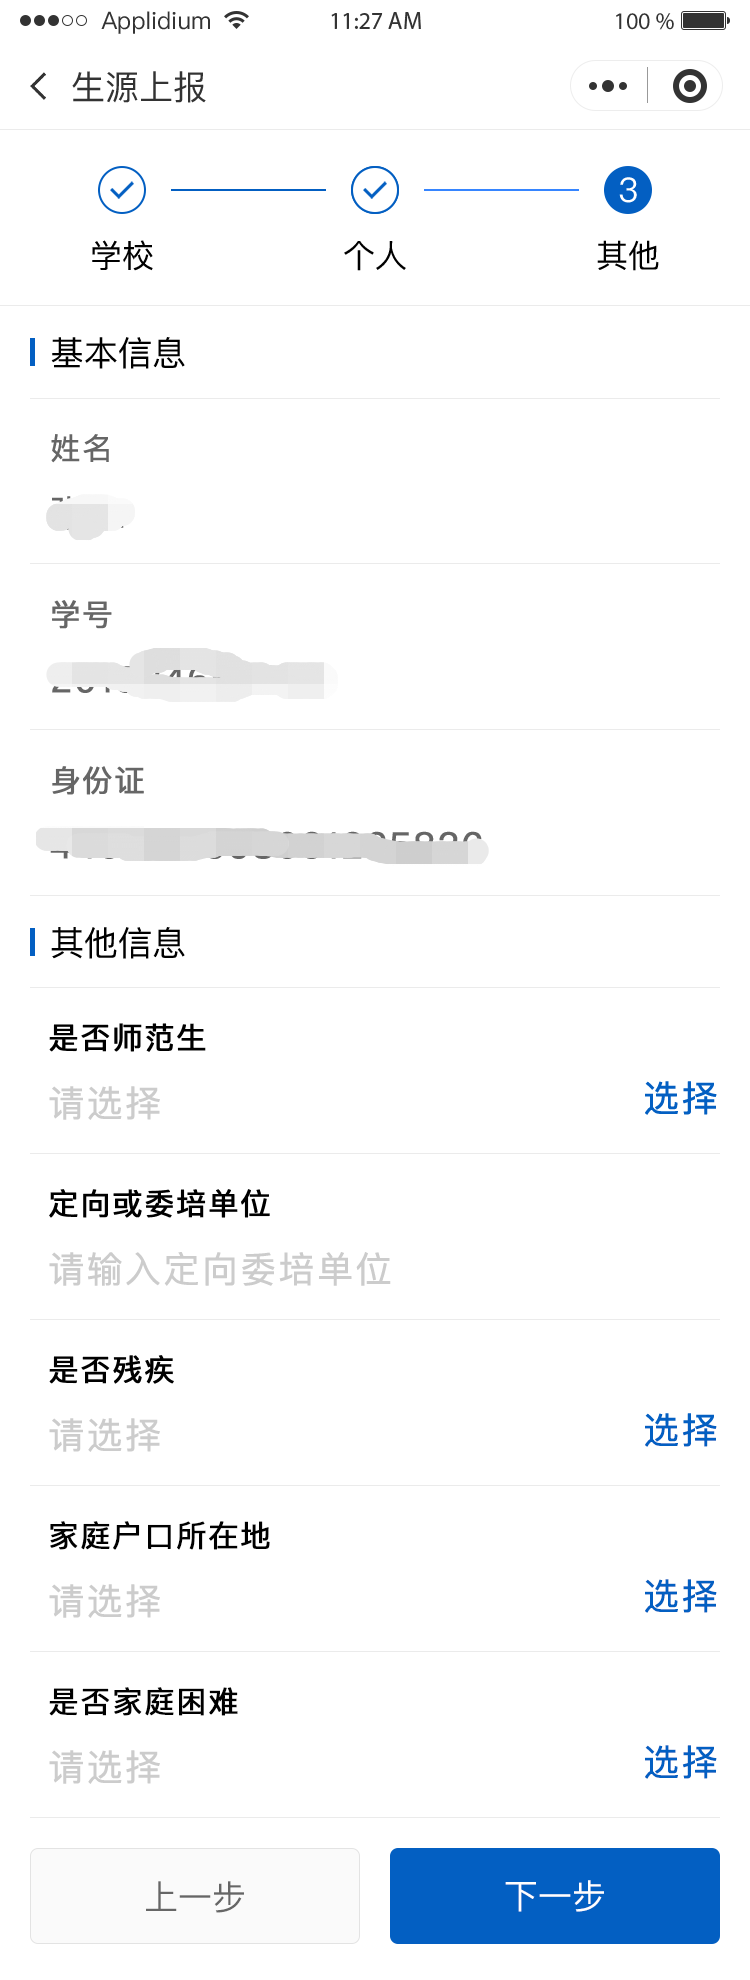 Applidium 11:27 AM 100 %
生源上报
3
学校 个人 其他
基本信息
姓名
学号
身份证
其他信息
是否师范生
请选择 选择
定向或委培单位
请输入定向委培单位
是否残疾
请选择 选择
家庭户口所在地
请选择 选择
是否家庭困难
请选择 选择
上一步 下一步